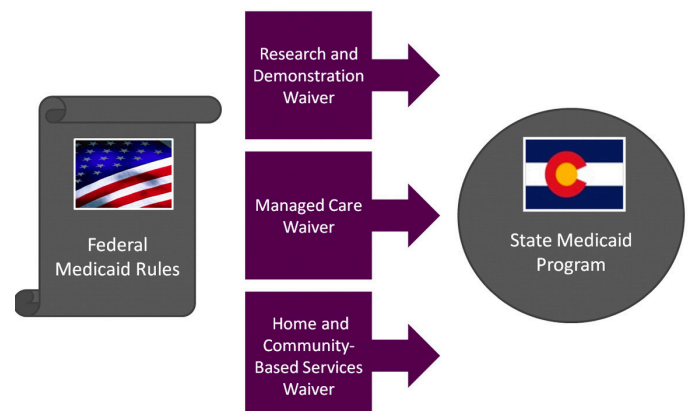 Federal
Medicaid Rules
Research and
Demonstration
Waiver
Managed Care
Waiver
Home and
Community-
Based Services
Waiver
State Medicaid
Program